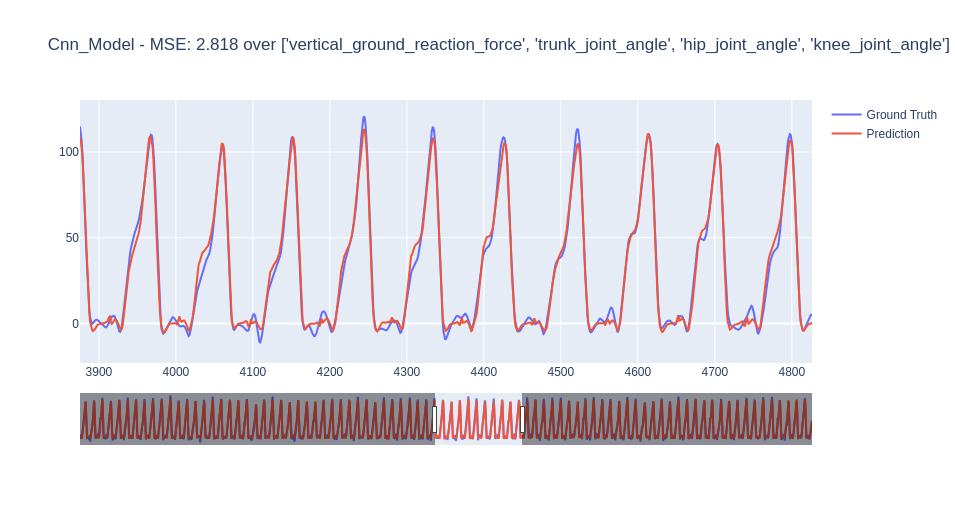 Cnn_Model - MSE: 2.818 over ['vertical_ground_reaction_force', 'trunk_joint_angle', 'hip_joint_angle', 'knee_joint_angle']
Ground Truth
Prediction
100
50
0
3900 4000 4100 4200 4300 4400 4500 4600 4700 4800